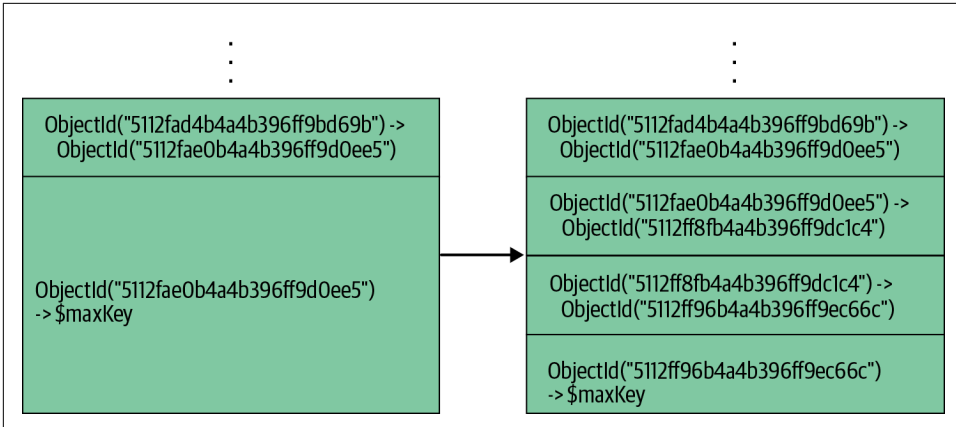 ObjectId("5112fad4b4a4b396ff9bd69b") ->
ObjectId("5112fae0b4a4b396ff9d0ee5")
ObjectId("5112fae0b4a4b396ff9d0ee5")
-> $maxKey
ObjectId("5112fad4b4a4b396ff9bd69b") ->
ObjectId("5112fae0b4a4b396ff9d0ee5")
ObjectId("5112fae0b4a4b396ff9d0ee5") ->
ObjectId("5112ff8fb4a4b396ff9dc1c4")
ObjectId("5112ff8fb4a4b396ff9dc1c4") ->
ObjectId("5112ff96b4a4b396ff9ec66c")
ObjectId("5112ff96b4a4b396ff9ec66c")
-> $maxKey